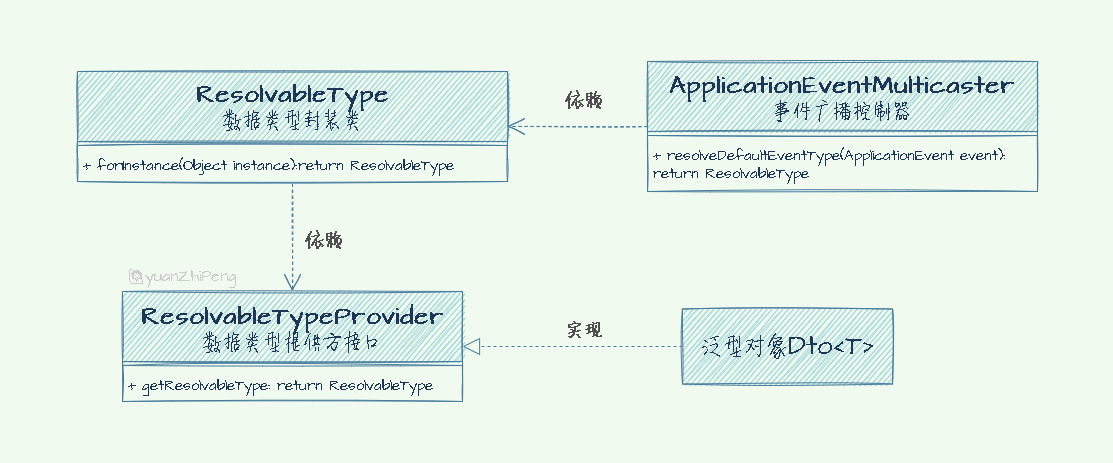 ResolvableType
数据类型封装类
+ forInstance(Object instance):return ResolvableType
依赖
ApplicationEventMulticaster
事件广播控制器
+ resolveDefaultEventType(ApplicationEvent event):
return ResolvableType
依赖
yuanZhiPeng
ResolvableTypeProvider
数据类型提供方接口
+ getResolvableType: return ResolvableType
实现
泛型对象Dto<T>